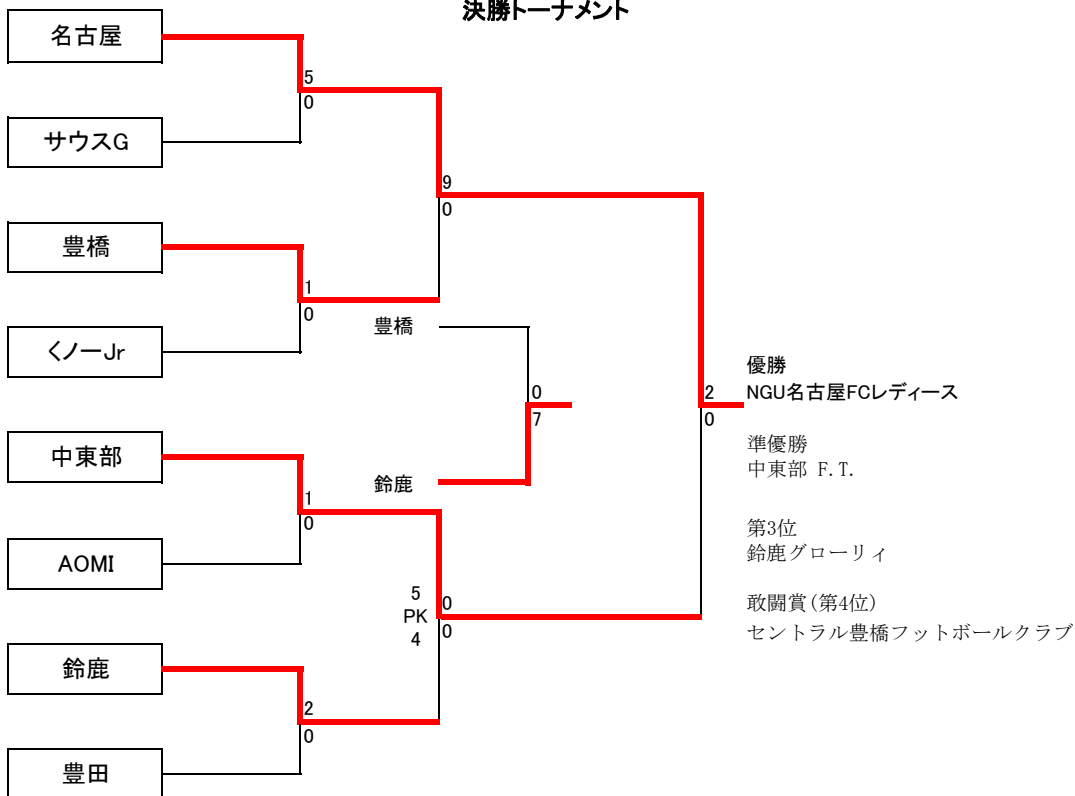 決勝トーナメント
名古屋
5
0
サウスG
9
0
豊橋
1
0
豊橋
くノーJr
優勝
0
2
NGU名古屋FCレディース
7
0
中東部
準優勝
中東部 F.T.
鈴鹿
1
0
第3位
鈴鹿グローリィ
AOMI
5
0
PK
0
4
敢闘賞(第4位)
セントラル豊橋フットボールクラブ
鈴鹿
2
0
豊田